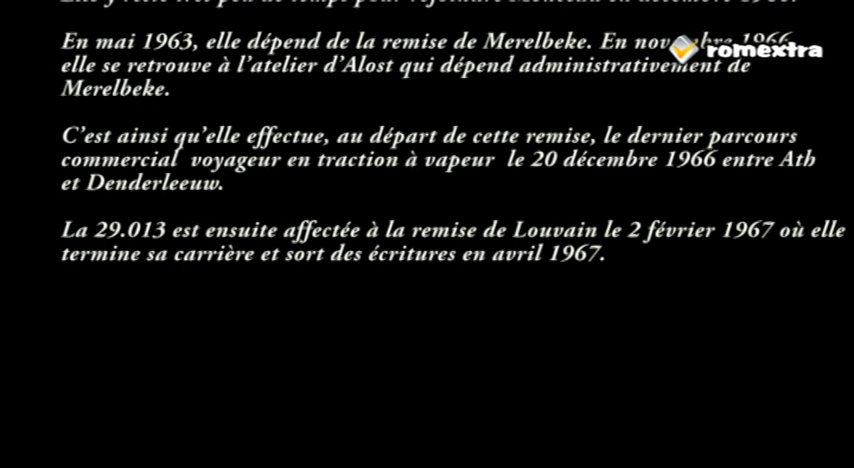 En mai 1963, elle dépend de la remise de Merelbeke. En 1966
romextra
elle se retrouve à l'atelier d'Alost qui dépend administrativement de
Merelbeke.
C'est ainsi qu'elle effectue, au départ de cette remise, le dernier parcours
commercial voyageur en traction à vapeur le 20 décembre 1966 entre Ath
et Denderleeuw.
La 29.013 est ensuite affectée à la remise de Louvain le 2 février 1967 où elle
termine sa carrière et sort des écritures en avril 1967.